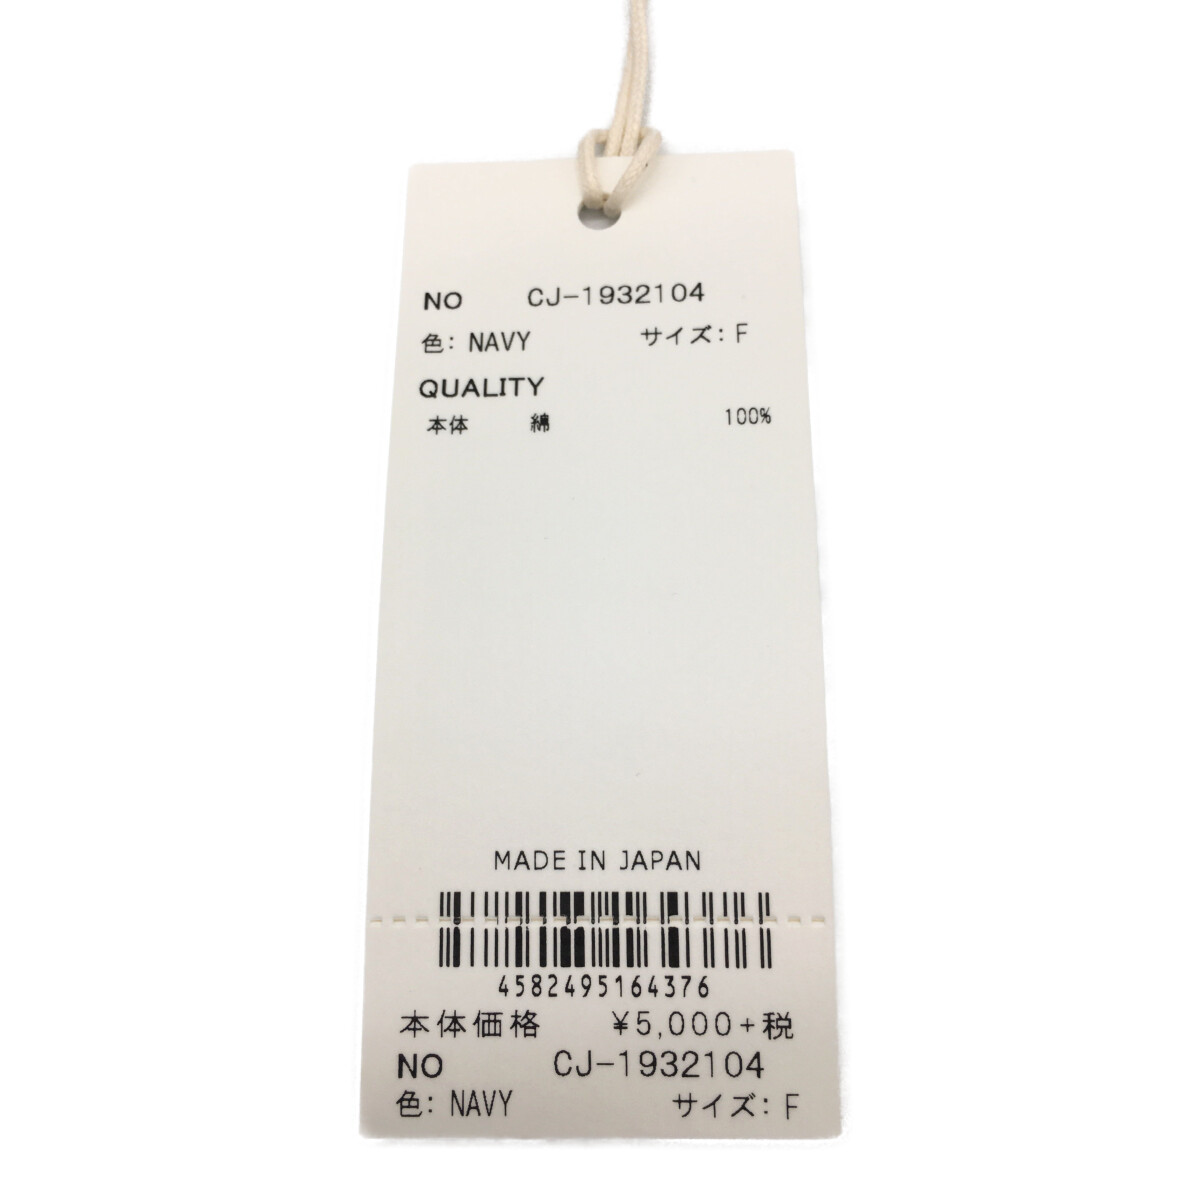 NO CJ-1932104
色: NAVY サイズ: F
QUALITY
本体 綿 100%
MADE IN JAPAN
4582495164376
本体価格 ¥5,000+税
NO CJ-1932104
色: NAVY サイズ: F